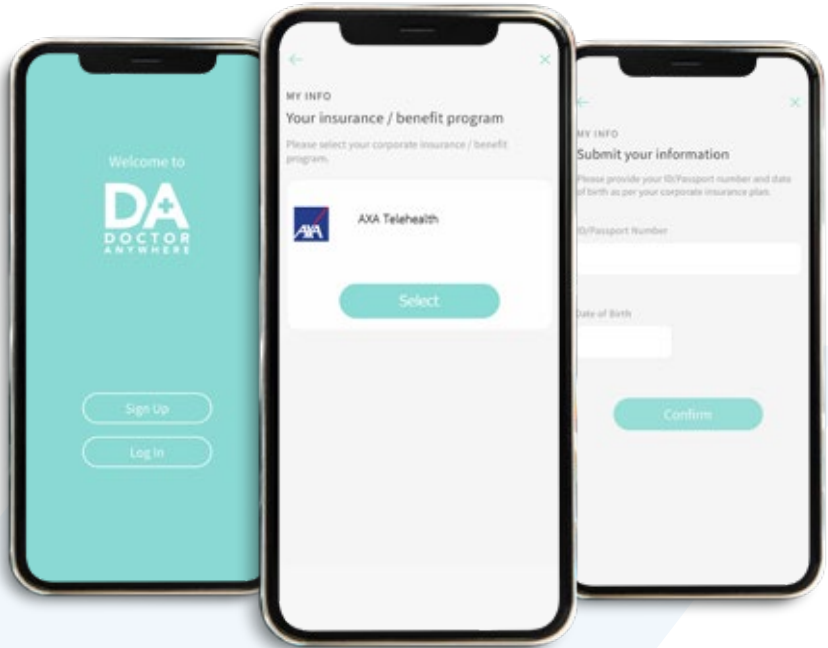 Welcome to
DA
DOCTOR
ANYWHERE
Sign Up
Log In
MY INFO
Your insurance / benefit program
Please select your corporate insurance / benefit
program.
AXA
AXA Telehealth
Select
MY INFO
Submit your information
Please provide your ID/Passport number and date
of birth as per your corporate insurance plan.
ID/Passport Number
Date of Birth
Confirm